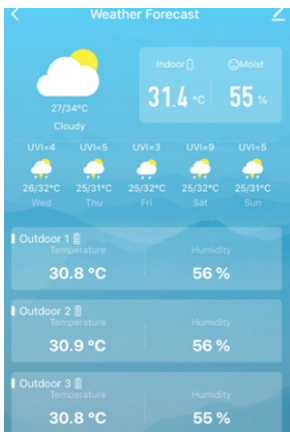 Weather Forecast
Indoor Moist
31.4 °C 55 %
27/34°C
Cloudy
UVI=4 UVI=5 UVI=3 UVI=9 UVI=5
26/32°C 25/31°C 25/32°C 25/32°C 25/31°C
Wed Thu Fri Sat Sun
Outdoor 1
Temperature Humidity
30.8 °C 56 %
Outdoor 2
Temperature Humidity
30.9 °C 56 %
Outdoor 3
Temperature Humidity
30.8 °C 55 %